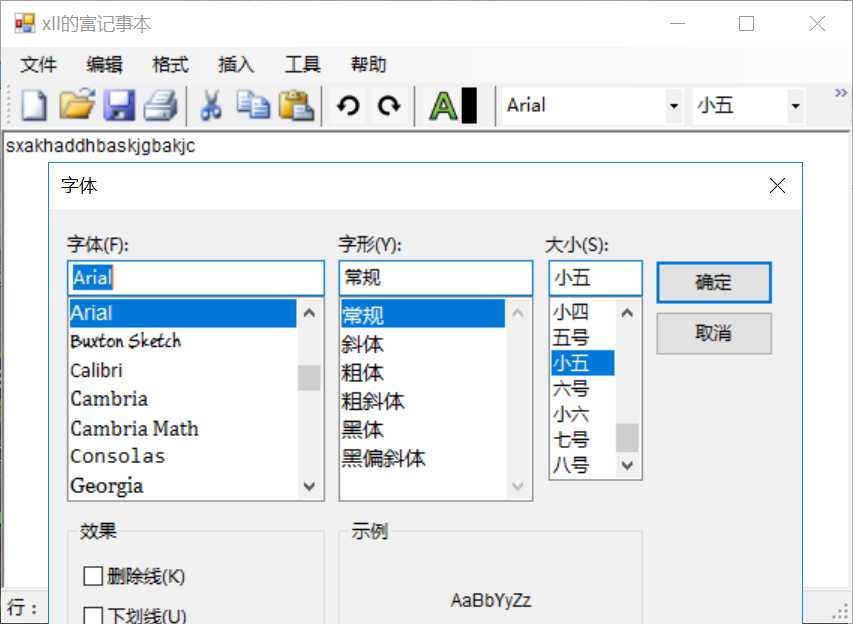 xll的富记事本
文件 编辑 格式 插入 工具 帮助
A Arial 小五 »
sxakhaddhbaskjgbakjc
字体
字体(F): 字形(Y): 大小(S):
Arial 常规 小五 确定
Arial 常规 小四
Buxton Sketch 斜体 五号 取消
Calibri 粗体 小五
Cambria 粗斜体 六号
Cambria Math 黑体 小六
Consolas 黑偏斜体 七号
Georgia 八号
效果 示例
删除线(K)
AaBbYyZz
下划线(U)
行：